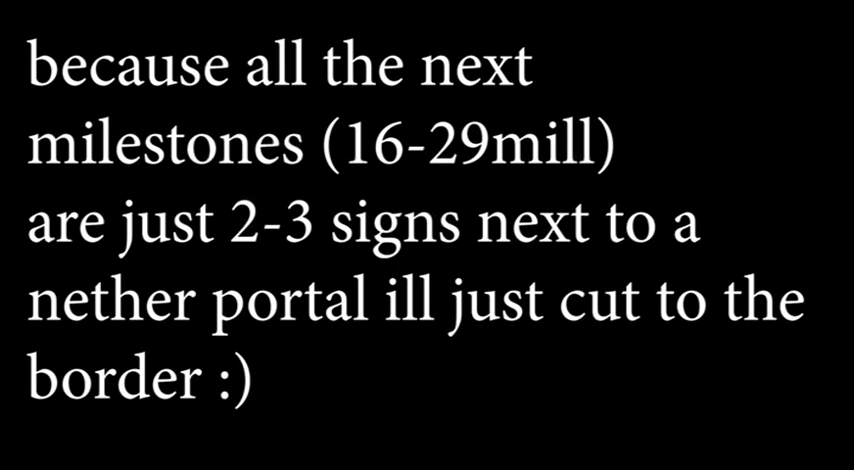 because all the next
milestones (16-29mill)
are just 2-3 signs next to a
nether portal ill just cut to the
border :)